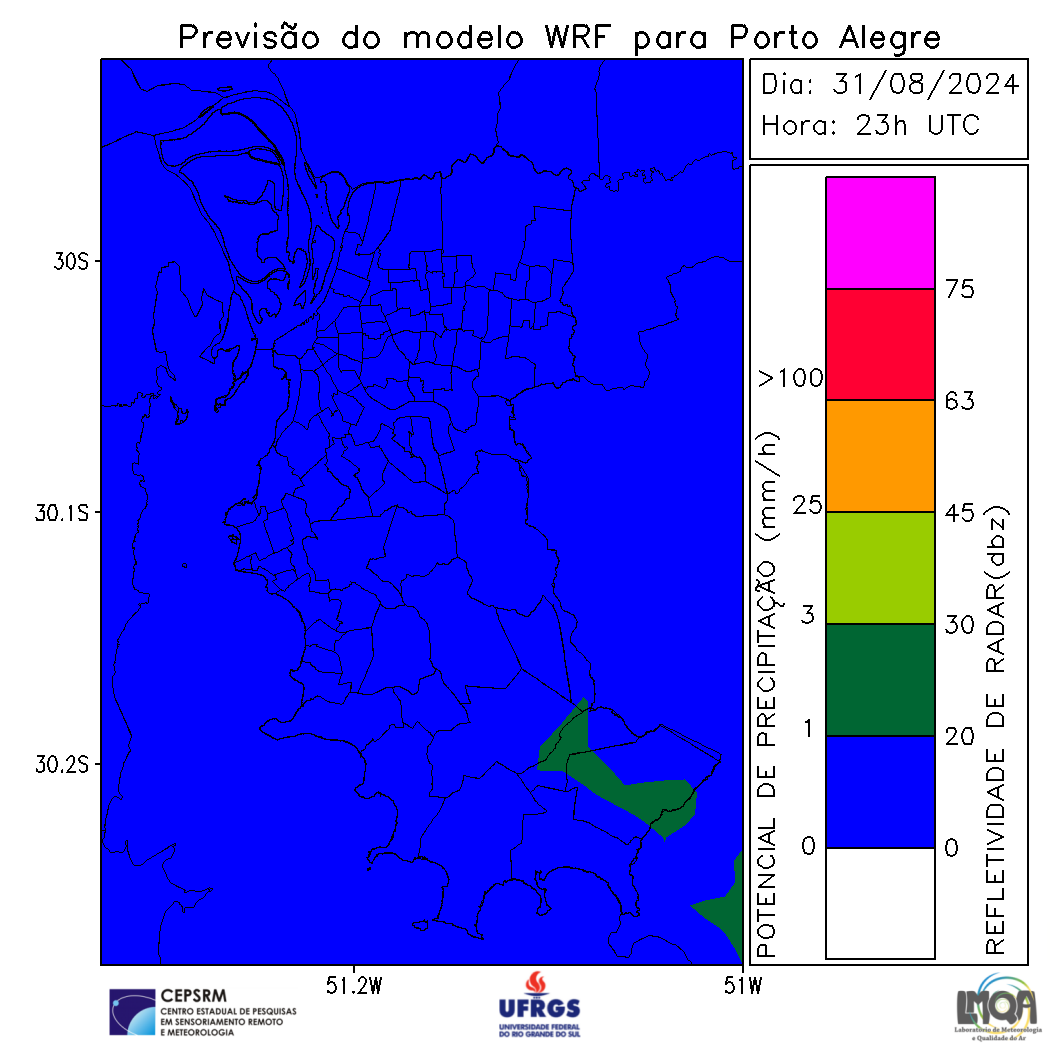 Previsão do modelo WRF para Porto Alegre
Dia: 31/08/2024
Hora: 23h UTC
30S
30.1S
30.2S
51.2W
51W
75
>100
63
25
45
3
30
1
20
0
0
POTENCIAL DE PRECIPITAÇÃO (mm/h)
REFLETIVIDADE DE RADAR(dbz)
CEPSRM
CENTRO ESTADUAL DE PESQUISAS
EM SENSORIAMENTO REMOTO
E METEOROLOGIA
UFRGS
UNIVERSIDADE FEDERAL
DO RIO GRANDE DO SUL
LMQA
Laboratório de Meteorologia
e Qualidade do Ar